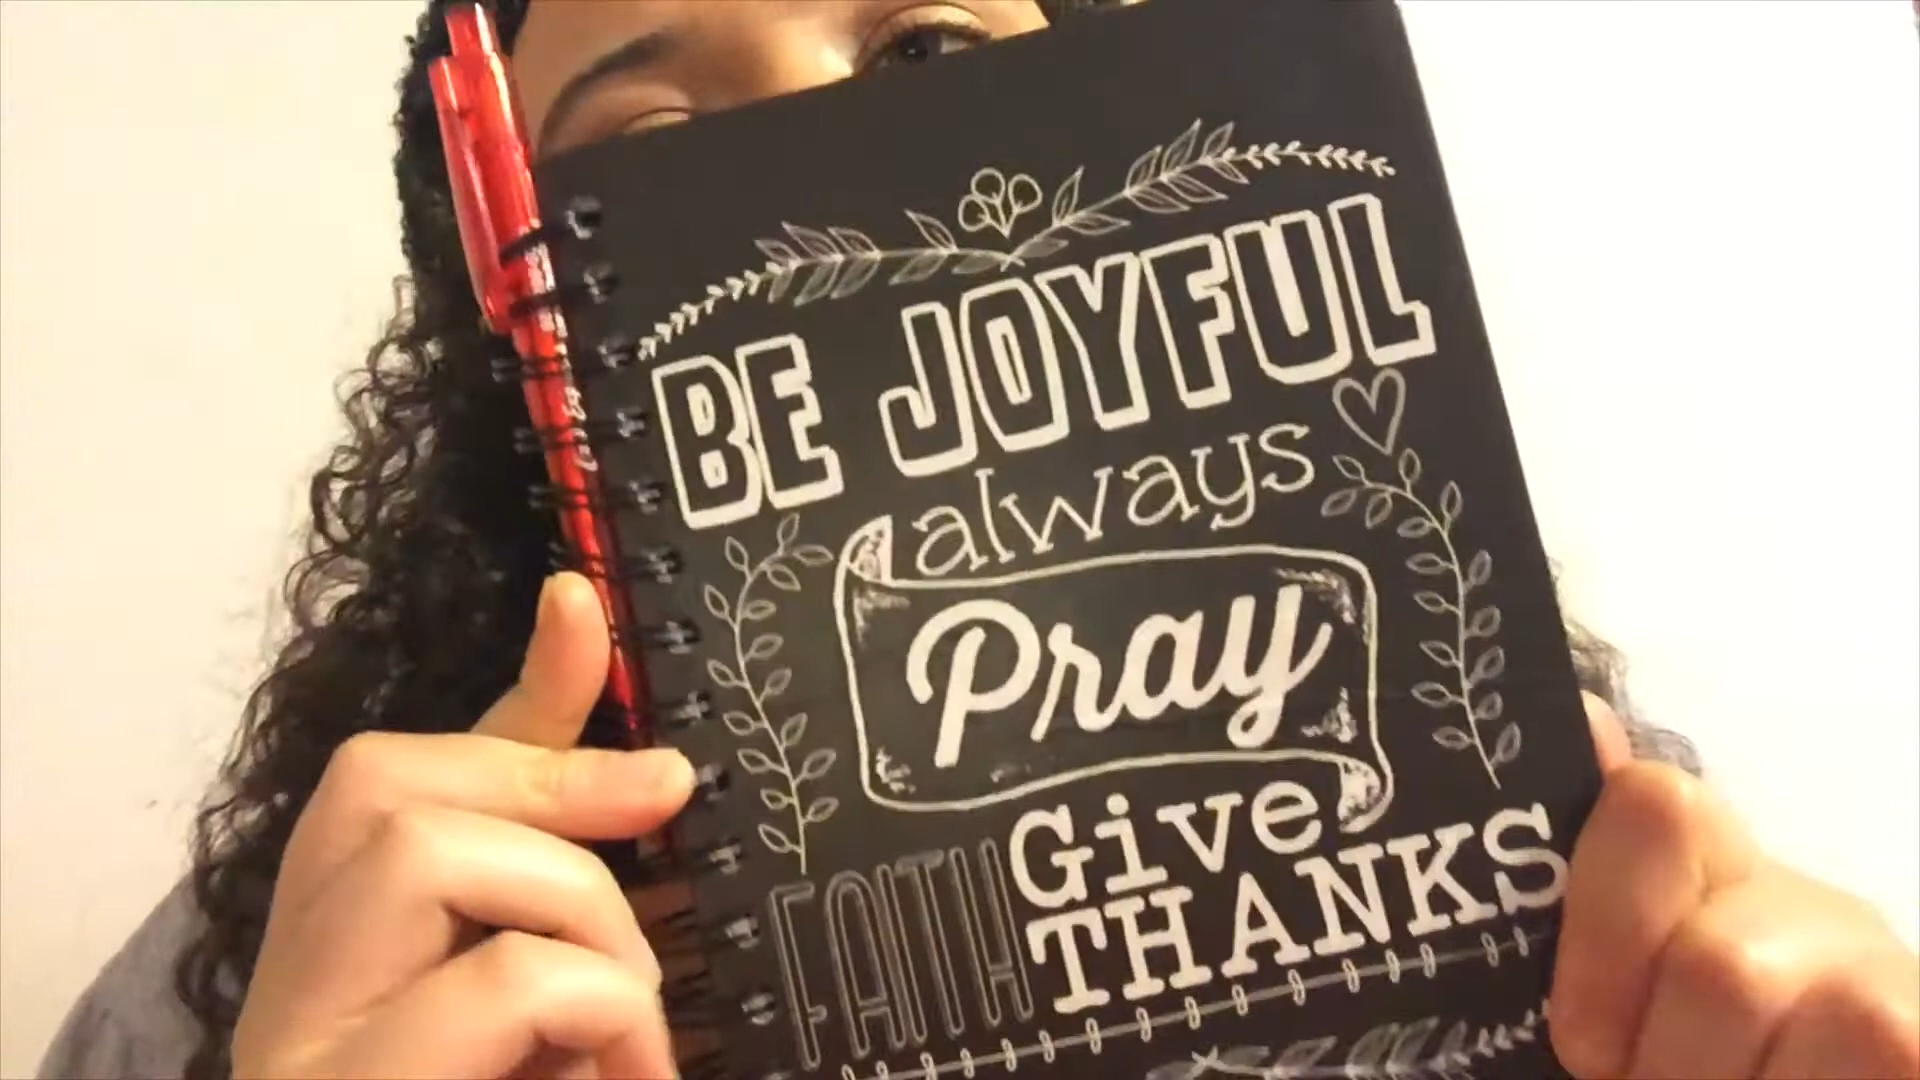 BE JOYFUL
always
Pray
Give
FAITH THANKS